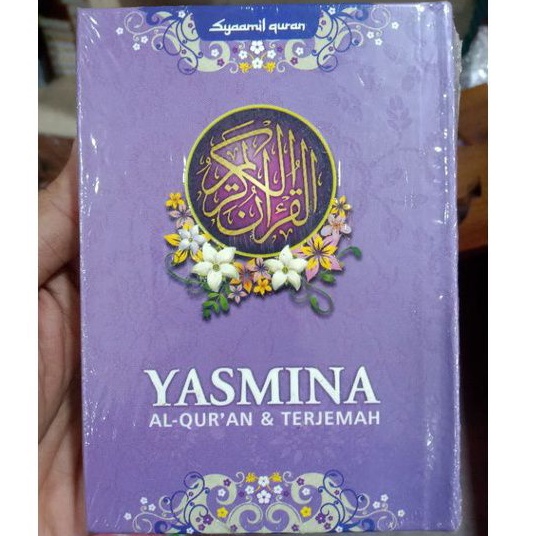 Syaamil quran
القرآن الكريم
YASMINA
AL-QUR'AN & TERJEMAH